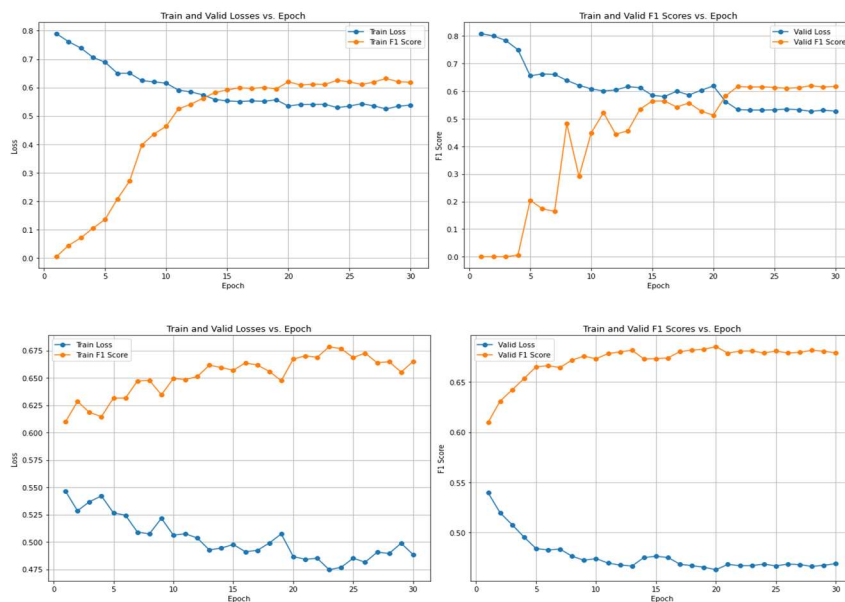 Train and Valid Losses vs. Epoch
Train Loss
Train F1 Score
0.8
0.7
0.6
0.5
0.4
0.3
0.2
0.1
0.0
Loss
0
5
10
15
20
25
30
Epoch
Train and Valid F1 Scores vs. Epoch
Valid Loss
Valid F1 Score
0.8
0.7
0.6
0.5
0.4
0.3
0.2
0.1
0.0
F1 Score
0
5
10
15
20
25
30
Epoch
Train and Valid Losses vs. Epoch
Train Loss
Train F1 Score
0.675
0.650
0.625
0.600
0.575
0.550
0.525
0.500
0.475
Loss
0
5
10
15
20
25
30
Epoch
Train and Valid F1 Scores vs. Epoch
Valid Loss
Valid F1 Score
0.65
0.60
0.55
0.50
F1 Score
0
5
10
15
20
25
30
Epoch